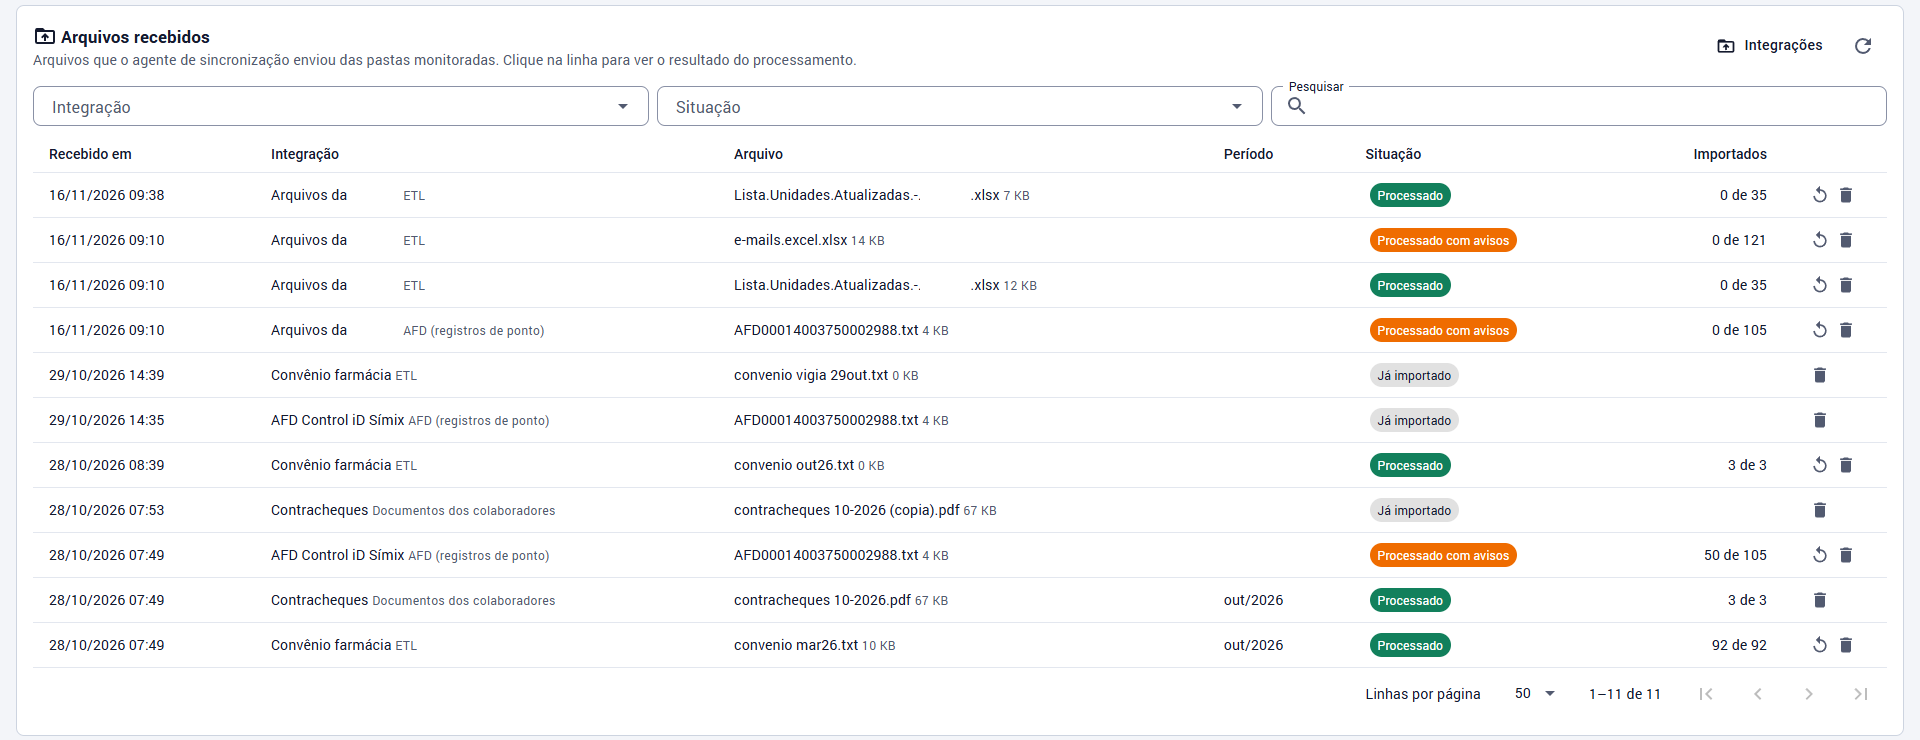 Arquivos recebidos
Arquivos que o agente de sincronização enviou das pastas monitoradas. Clique na linha para ver o resultado do processamento.
Integrações
Integração
Situação
Pesquisar
Recebido em Integração Arquivo Período Situação Importados
16/11/2026 09:38 Arquivos da ETL Lista.Unidades.Atualizadas.-. .xlsx 7 KB Processado 0 de 35
16/11/2026 09:10 Arquivos da ETL e-mails.excel.xlsx 14 KB Processado com avisos 0 de 121
16/11/2026 09:10 Arquivos da ETL Lista.Unidades.Atualizadas.-. .xlsx 12 KB Processado 0 de 35
16/11/2026 09:10 Arquivos da AFD (registros de ponto) AFD00014003750002988.txt 4 KB Processado com avisos 0 de 105
29/10/2026 14:39 Convênio farmácia ETL convenio vigia 29out.txt 0 KB Já importado
29/10/2026 14:35 AFD Control iD Símix AFD (registros de ponto) AFD00014003750002988.txt 4 KB Já importado
28/10/2026 08:39 Convênio farmácia ETL convenio out26.txt 0 KB Processado 3 de 3
28/10/2026 07:53 Contracheques Documentos dos colaboradores contracheques 10-2026 (copia).pdf 67 KB Já importado
28/10/2026 07:49 AFD Control iD Símix AFD (registros de ponto) AFD00014003750002988.txt 4 KB Processado com avisos 50 de 105
28/10/2026 07:49 Contracheques Documentos dos colaboradores contracheques 10-2026.pdf 67 KB out/2026 Processado 3 de 3
28/10/2026 07:49 Convênio farmácia ETL convenio mar26.txt 10 KB out/2026 Processado 92 de 92
Linhas por página 50 1–11 de 11